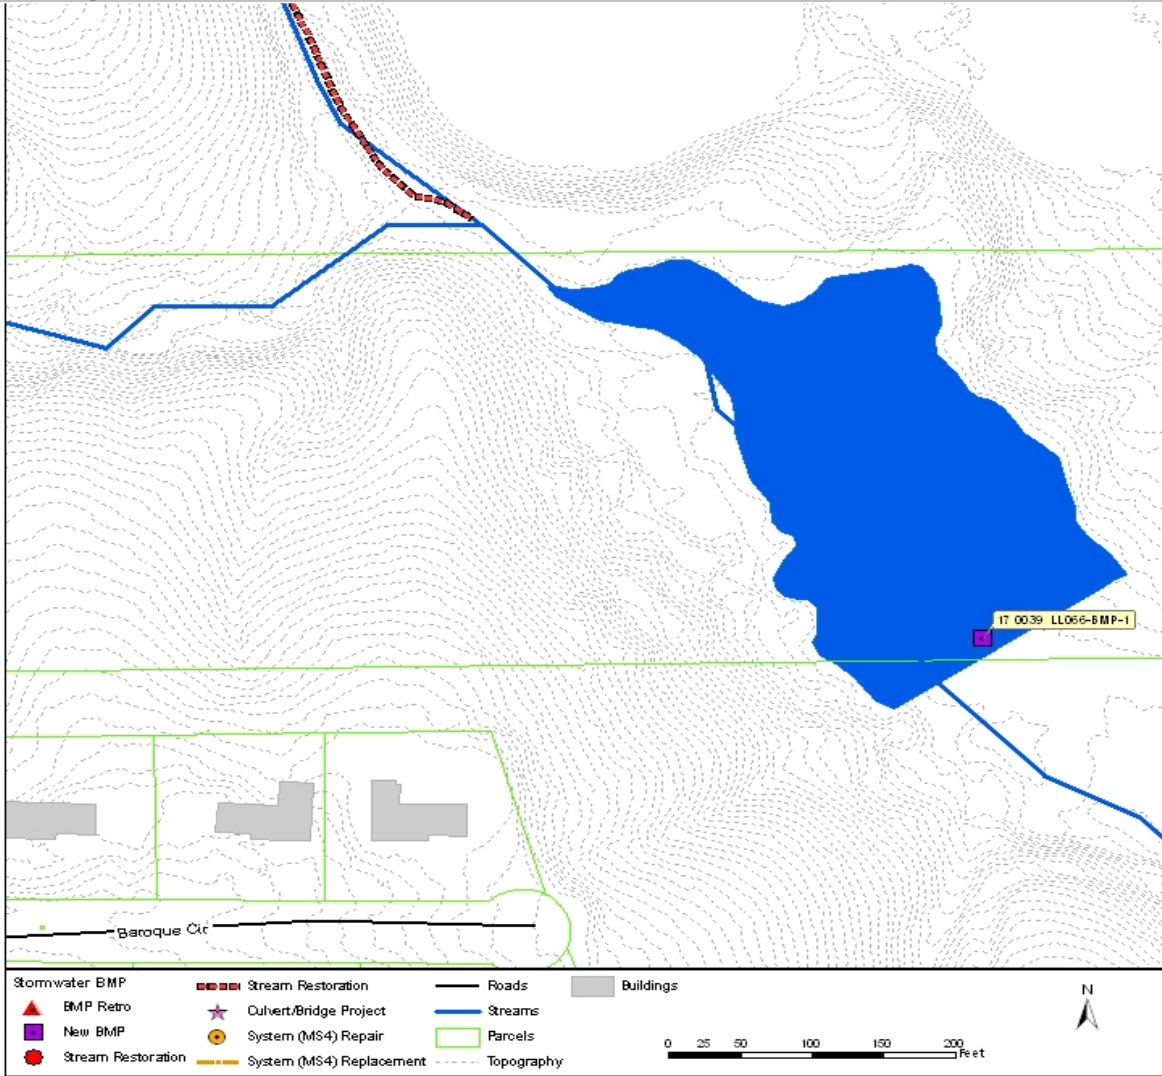 17 0039 LL066-BMP-1
Baroque Cir
Stormwater BMP
BMP Retro
New BMP
Stream Restoration
Stream Restoration
Culvert/Bridge Project
System (MS4) Repair
System (MS4) Replacement
Roads
Streams
Parcels
Topography
Buildings
N
0 25 50 100 150 200
Feet